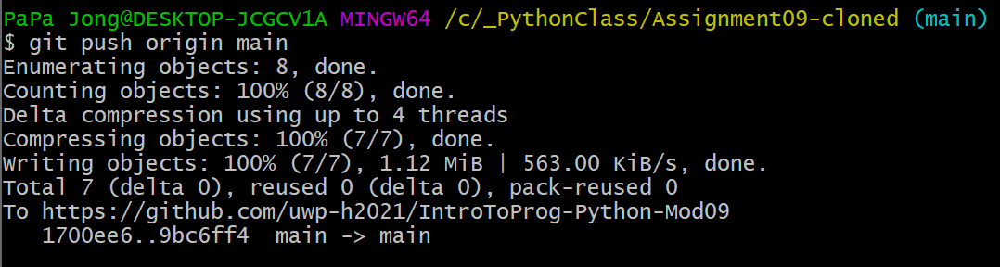 PaPa Jong@DESKTOP-JCGCV1A MINGW64 /c/_PythonClass/Assignment09-cloned (main)
$ git push origin main
Enumerating objects: 8, done.
Counting objects: 100% (8/8), done.
Delta compression using up to 4 threads
Compressing objects: 100% (7/7), done.
Writing objects: 100% (7/7), 1.12 MiB | 563.00 KiB/s, done.
Total 7 (delta 0), reused 0 (delta 0), pack-reused 0
To https://github.com/uwp-h2021/IntroToProg-Python-Mod09
   1700ee6..9bc6ff4  main -> main